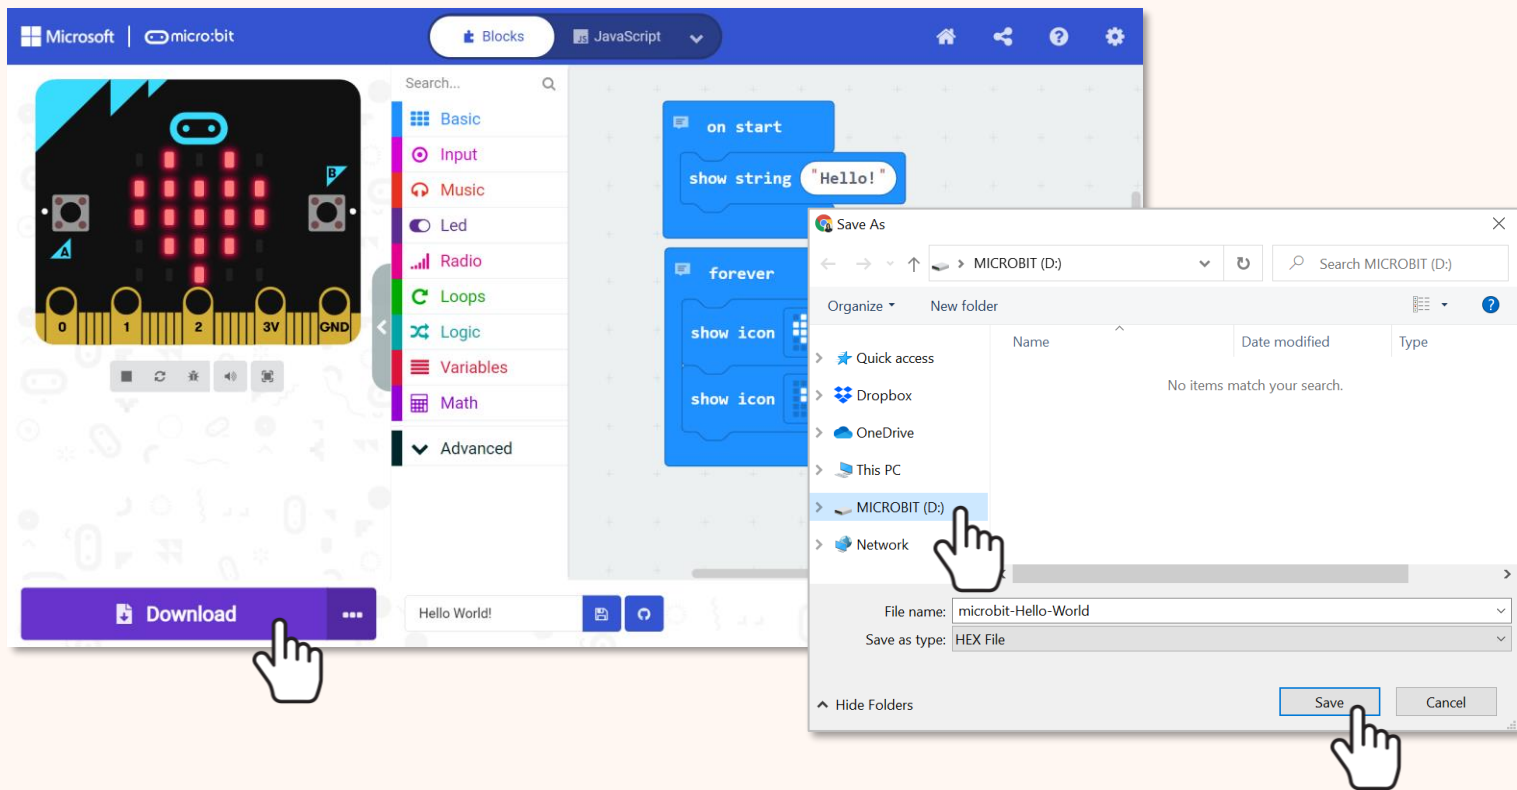 Microsoft | micro:bit
Blocks
JS JavaScript
B
A
0 1 2 3V GND
Download
Search...
Basic
Input
Music
Led
Radio
Loops
Logic
Variables
Math
Advanced
Hello World!
on start
show string "Hello!"
forever
show icon
show icon
Save As
MICROBIT (D:)
Search MICROBIT (D:)
Organize
New folder
Quick access
Dropbox
OneDrive
This PC
MICROBIT (D:)
Network
Name Date modified Type
No items match your search.
File name: microbit-Hello-World
Save as type: HEX File
Hide Folders
Save
Cancel